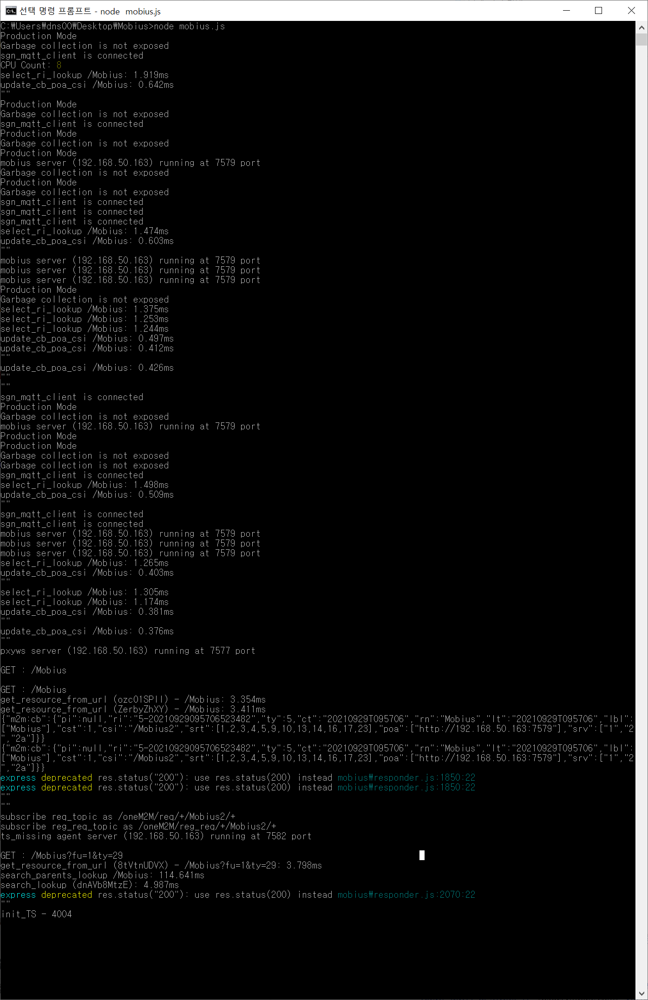 선택 명령 프롬프트 - node  mobius.js
C:₩Users₩dns00₩Desktop₩Mobius>node mobius.js
Production Mode
Garbage collection is not exposed
sgn_mqtt_client is connected
CPU Count: 8
select_ri_lookup /Mobius: 1.919ms
update_cb_poa_csi /Mobius: 0.642ms
""
Production Mode
Garbage collection is not exposed
sgn_mqtt_client is connected
Production Mode
Garbage collection is not exposed
Production Mode
mobius server (192.168.50.163) running at 7579 port
Garbage collection is not exposed
Production Mode
Garbage collection is not exposed
sgn_mqtt_client is connected
sgn_mqtt_client is connected
sgn_mqtt_client is connected
select_ri_lookup /Mobius: 1.474ms
update_cb_poa_csi /Mobius: 0.603ms
""
mobius server (192.168.50.163) running at 7579 port
mobius server (192.168.50.163) running at 7579 port
mobius server (192.168.50.163) running at 7579 port
Production Mode
Garbage collection is not exposed
select_ri_lookup /Mobius: 1.375ms
select_ri_lookup /Mobius: 1.253ms
select_ri_lookup /Mobius: 1.244ms
update_cb_poa_csi /Mobius: 0.497ms
update_cb_poa_csi /Mobius: 0.412ms
""
update_cb_poa_csi /Mobius: 0.426ms
""
""
sgn_mqtt_client is connected
Production Mode
Garbage collection is not exposed
mobius server (192.168.50.163) running at 7579 port
Production Mode
Production Mode
Garbage collection is not exposed
Garbage collection is not exposed
sgn_mqtt_client is connected
select_ri_lookup /Mobius: 1.498ms
update_cb_poa_csi /Mobius: 0.509ms
""
sgn_mqtt_client is connected
sgn_mqtt_client is connected
mobius server (192.168.50.163) running at 7579 port
mobius server (192.168.50.163) running at 7579 port
mobius server (192.168.50.163) running at 7579 port
select_ri_lookup /Mobius: 1.265ms
update_cb_poa_csi /Mobius: 0.403ms
""
select_ri_lookup /Mobius: 1.305ms
select_ri_lookup /Mobius: 1.174ms
update_cb_poa_csi /Mobius: 0.381ms
""
update_cb_poa_csi /Mobius: 0.376ms
""
pxyws server (192.168.50.163) running at 7577 port
GET : /Mobius
GET : /Mobius
get_resource_from_url (ozc01SPll) - /Mobius: 3.354ms
get_resource_from_url (ZerbyZhXY) - /Mobius: 3.411ms
{"m2m:cb":{"pi":null,"ri":"5-20210929095706523482","ty":5,"ct":"20210929T095706","rn":"Mobius","lt":"20210929T095706","lbl":
["Mobius"],"cst":1,"csi":"/Mobius2","srt":[1,2,3,4,5,9,10,13,14,16,17,23],"poa":["http://192.168.50.163:7579"],"srv":["1","2
","2a"]}}
{"m2m:cb":{"pi":null,"ri":"5-20210929095706523482","ty":5,"ct":"20210929T095706","rn":"Mobius","lt":"20210929T095706","lbl":
["Mobius"],"cst":1,"csi":"/Mobius2","srt":[1,2,3,4,5,9,10,13,14,16,17,23],"poa":["http://192.168.50.163:7579"],"srv":["1","2
","2a"]}}
express deprecated res.status("200"): use res.status(200) instead mobius₩responder.js:1850:22
express deprecated res.status("200"): use res.status(200) instead mobius₩responder.js:1850:22
""
""
subscribe req_topic as /oneM2M/req/+/Mobius2/+
subscribe reg_req_topic as /oneM2M/reg_req/+/Mobius2/+
ts_missing agent server (192.168.50.163) running at 7582 port
GET : /Mobius?fu=1&ty=29
get_resource_from_url (8tVtnUDVX) - /Mobius?fu=1&ty=29: 3.798ms
search_parents_lookup /Mobius: 114.641ms
search_lookup (dnAVb8MtzE): 4.987ms
express deprecated res.status("200"): use res.status(200) instead mobius₩responder.js:2070:22
""
init_TS - 4004